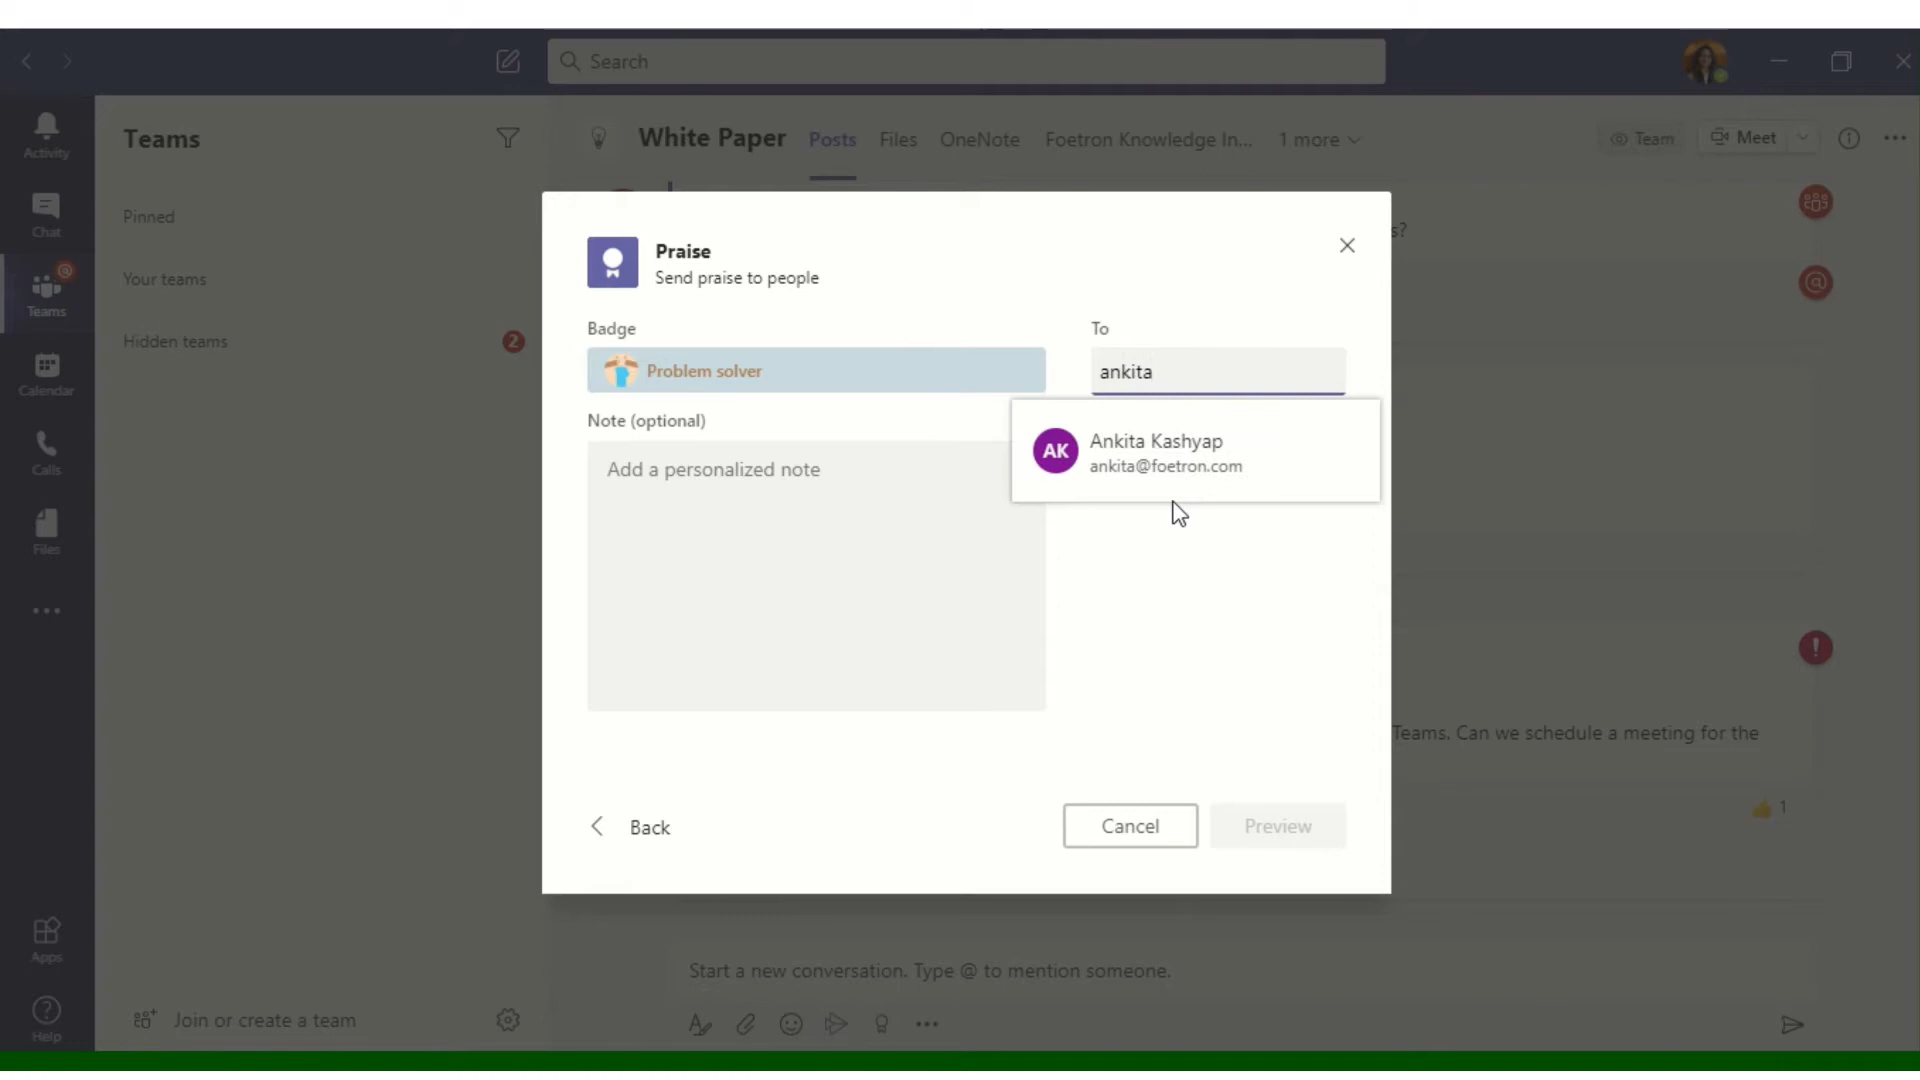 Search
Activity
Chat
Teams
Calendar
Calls
Files
Apps
Help
Teams
Pinned
Your teams
Hidden teams
2
Join or create a team
White Paper
Posts
Files
OneNote
Foetron Knowledge In...
1 more
Team
Meet
s?
Praise
Send praise to people
Badge
Problem solver
To
ankita
AK
Ankita Kashyap
ankita@foetron.com
Note (optional)
Add a personalized note
Back
Cancel
Preview
Teams. Can we schedule a meeting for the
1
Start a new conversation. Type @ to mention someone.